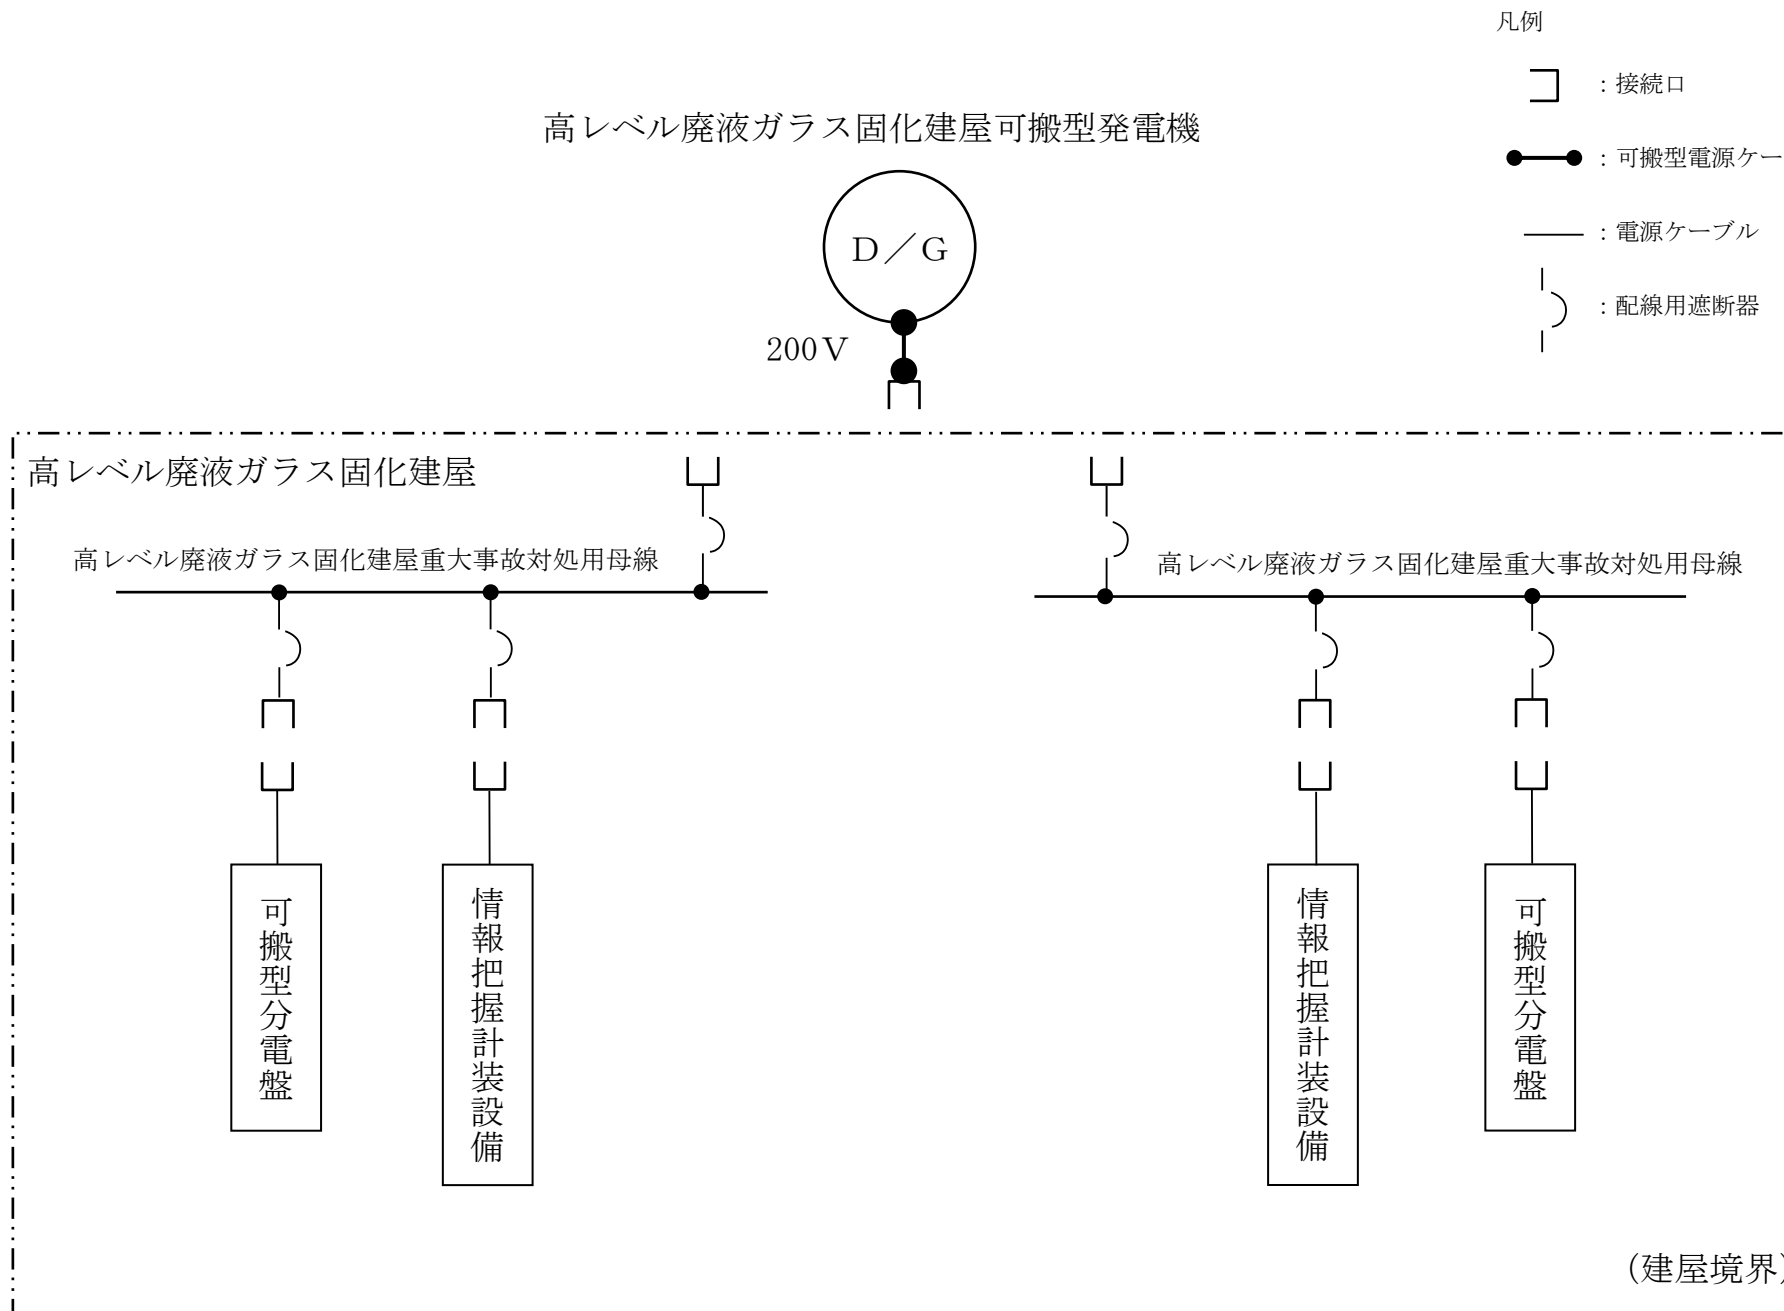 凡例
：接続口
高レベル廃液ガラス固化建屋可搬型発電機
：可搬型電源ケー
D／G
：電源ケーブル
：配線用遮断器
200V
高レベル廃液ガラス固化建屋
高レベル廃液ガラス固化建屋重大事故対処用母線
高レベル廃液ガラス固化建屋重大事故対処用母線
可搬型分電盤
情報把握計装設備
情報把握計装設備
可搬型分電盤
（建屋境界）